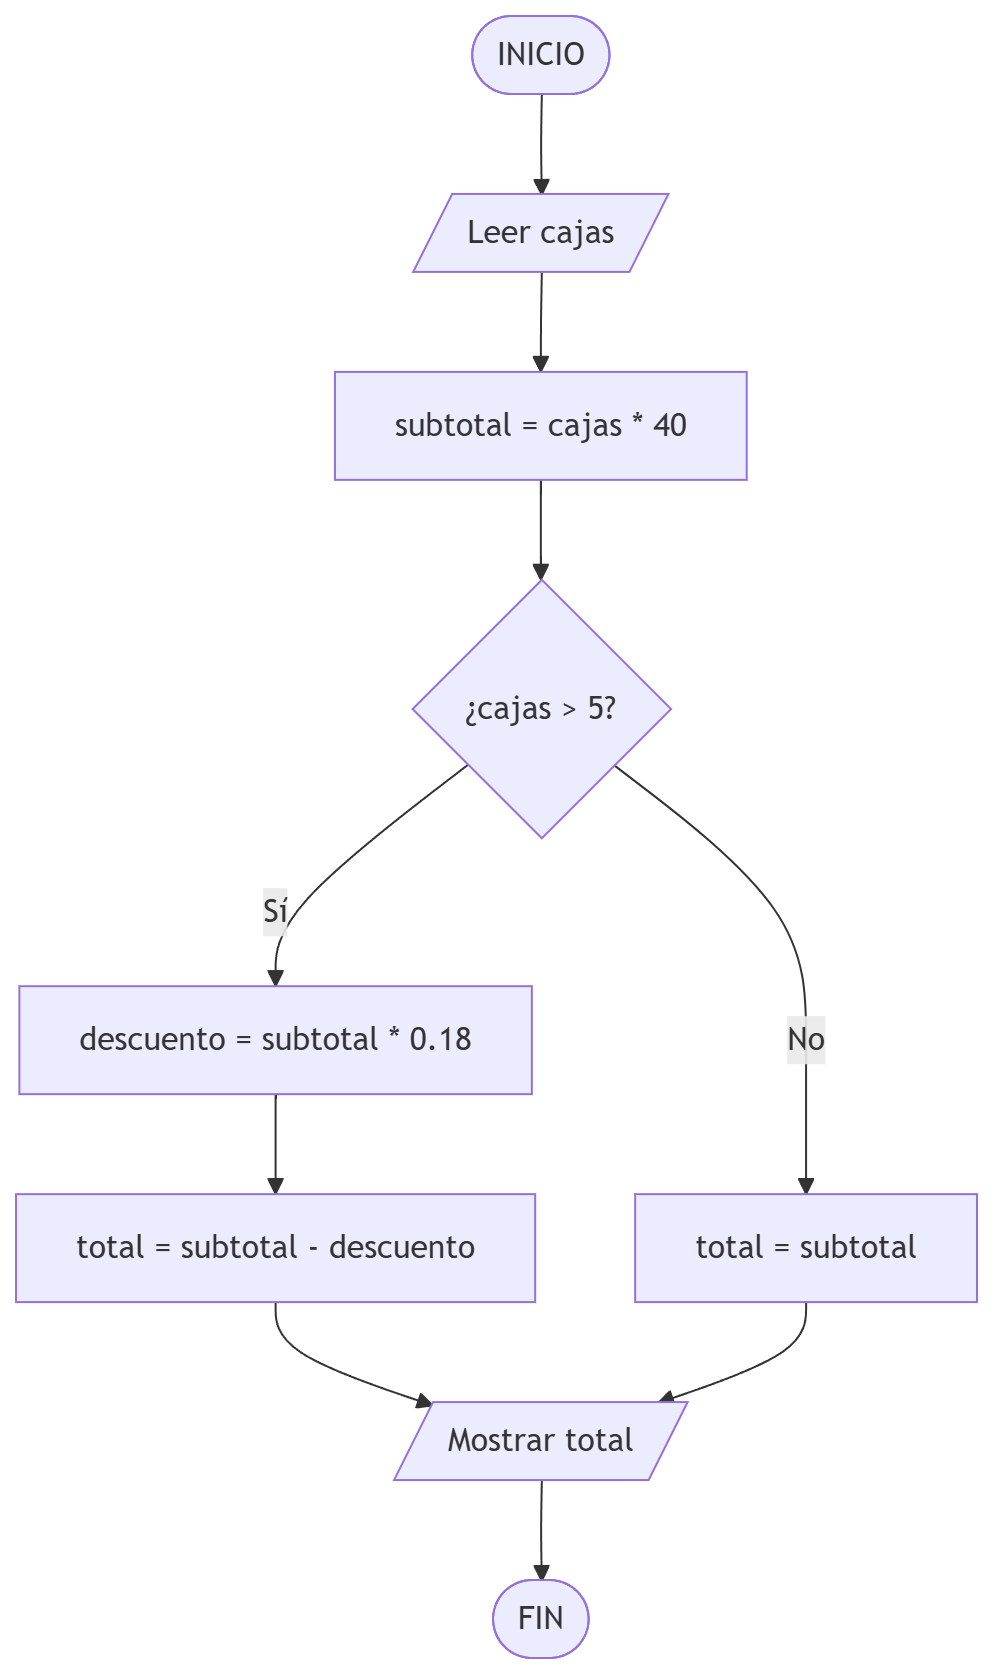 INICIO
Leer cajas
subtotal = cajas * 40
¿cajas > 5?
Sí
descuento = subtotal * 0.18
No
total = subtotal - descuento
total = subtotal
Mostrar total
FIN